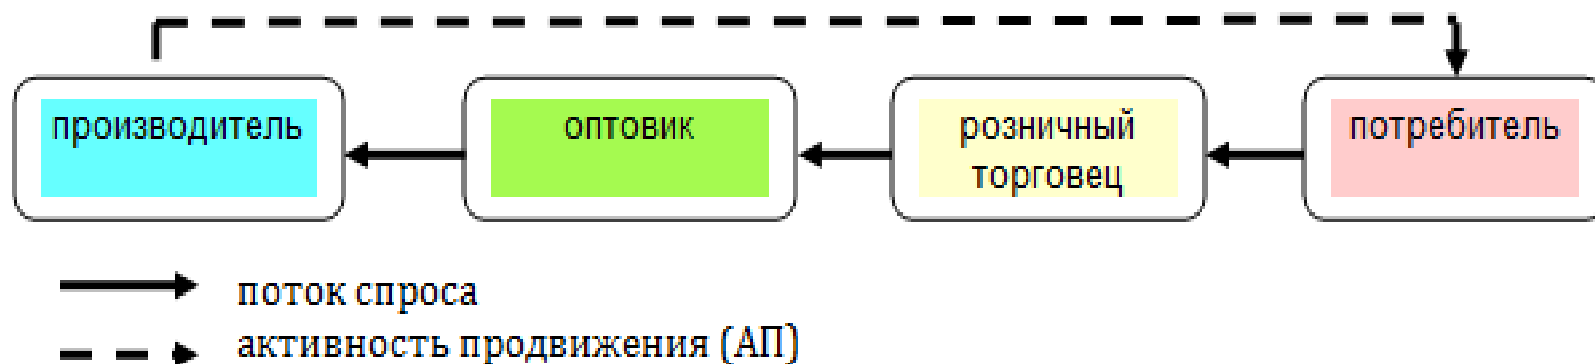 производитель
оптовик
розничный
торговец
потребитель
поток спроса
активность продвижения (АП)